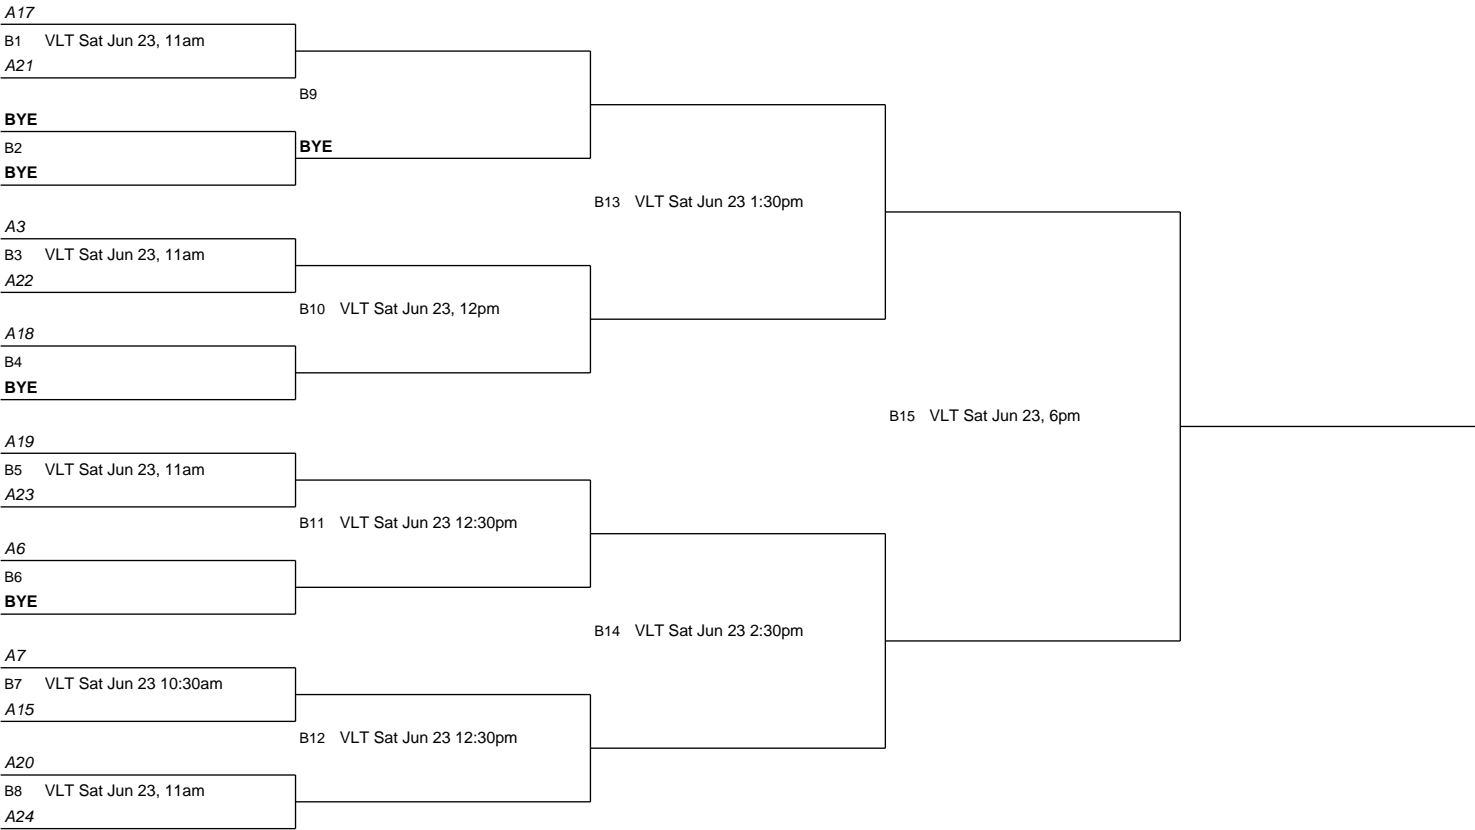 A17
B1 VLT Sat Jun 23, 11am
A21
B9
BYE
B2
BYE
BYE
B13 VLT Sat Jun 23 1:30pm
A3
B3 VLT Sat Jun 23, 11am
A22
B10 VLT Sat Jun 23, 12pm
A18
B4
BYE
B15 VLT Sat Jun 23, 6pm
A19
B5 VLT Sat Jun 23, 11am
A23
B11 VLT Sat Jun 23 12:30pm
A6
B6
BYE
B14 VLT Sat Jun 23 2:30pm
A7
B7 VLT Sat Jun 23 10:30am
A15
B12 VLT Sat Jun 23 12:30pm
A20
B8 VLT Sat Jun 23, 11am
A24